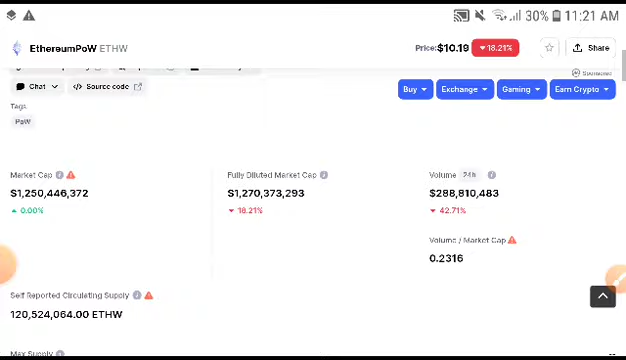 30% 11:21 AM
EthereumPoW ETHW
Price:$10.19 18.21%
Share
Sponsored
Chat
Source code
Buy
Exchange
Gaming
Earn Crypto
Tags
PoW
Market Cap
$1,250,446,372
0.00%
Fully Diluted Market Cap
$1,270,373,293
18.21%
Volume 24h
$288,810,483
42.71%
Volume / Market Cap
0.2316
Self Reported Circulating Supply
120,524,064.00 ETHW
Max Supply
--